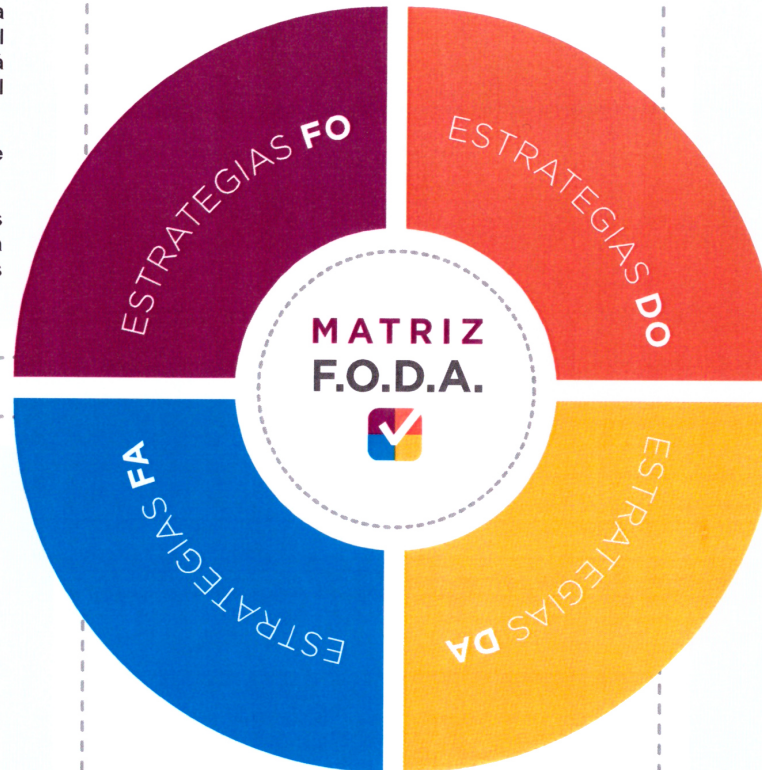 a
l
a
l
e
s
a
s
ESTRATEGIAS FO
ESTRATEGIAS DO
MATRIZ
F.O.D.A.
ESTRATEGIAS FA
ESTRATEGIAS DA